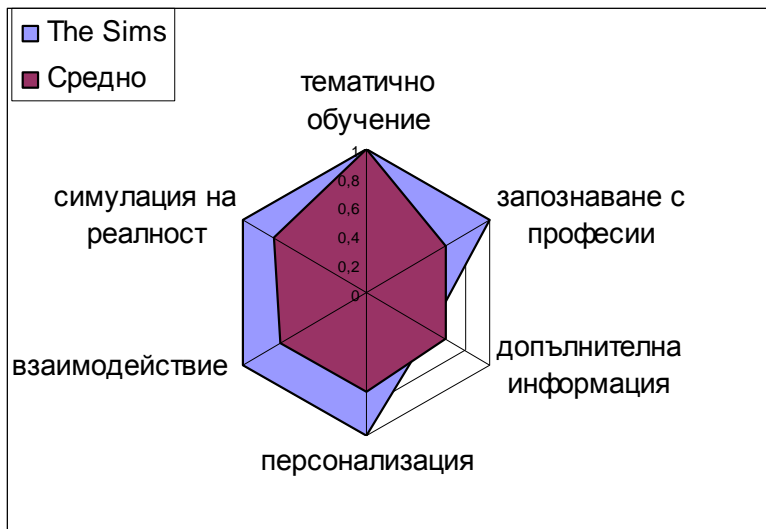 The Sims
Средно
тематично
обучение
запознаване с
професии
допълнителна
информация
персонализация
взаимодействие
симулация на
реалност
1
0,8
0,6
0,4
0,2
0